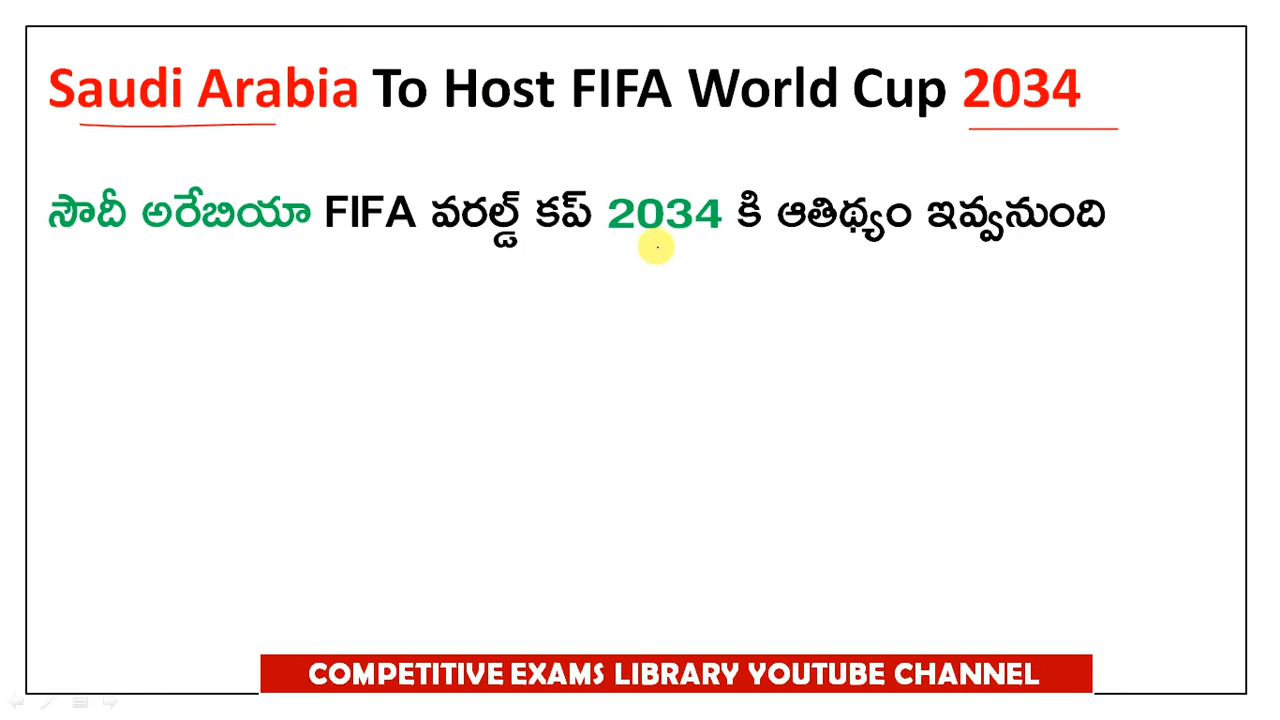 Saudi Arabia To Host FIFA World Cup 2034
సౌదీ అరేబియా FIFA వరల్డ్ కప్ 2034 కి ఆతిథ్యం ఇవ్వనుంది
COMPETITIVE EXAMS LIBRARY YOUTUBE CHANNEL